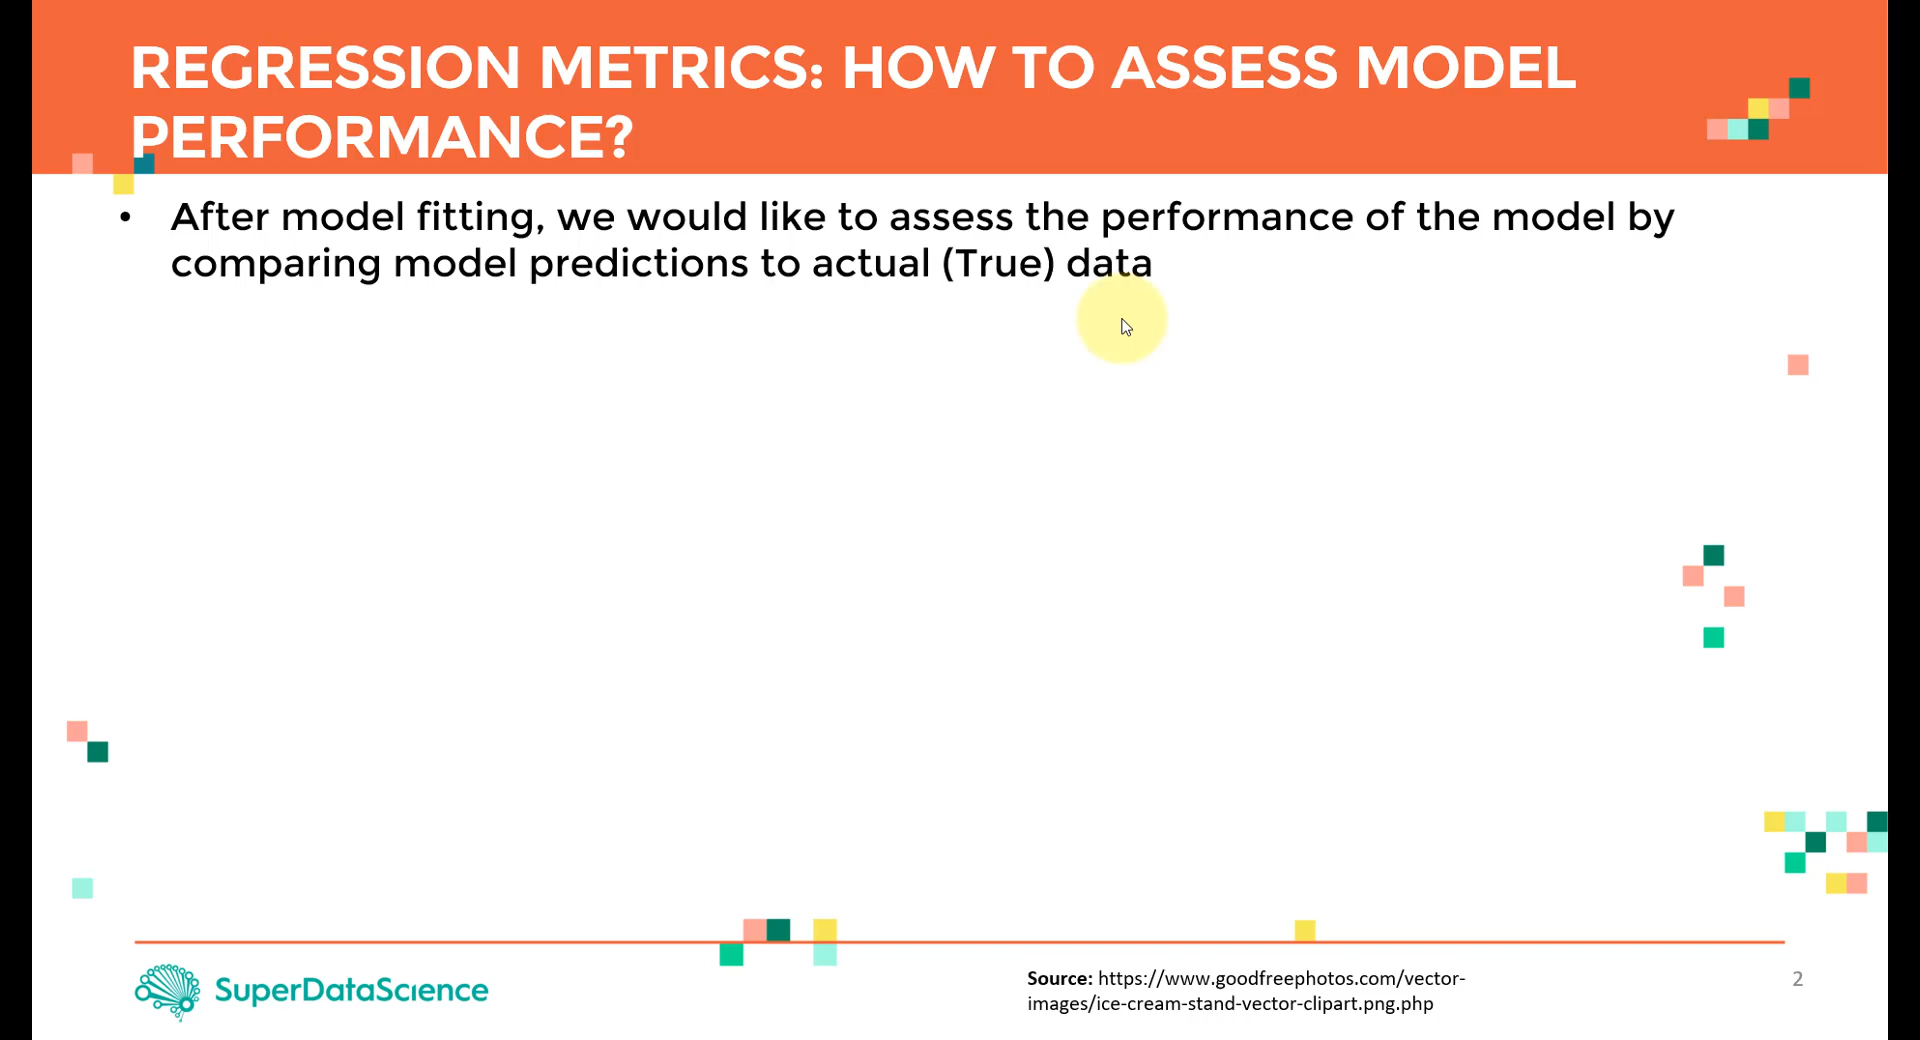 REGRESSION METRICS: HOW TO ASSESS MODEL
PERFORMANCE?
• After model fitting, we would like to assess the performance of the model by
comparing model predictions to actual (True) data
SuperDataScience
Source: https://www.goodfreephotos.com/vector-
images/ice-cream-stand-vector-clipart.png.php
2